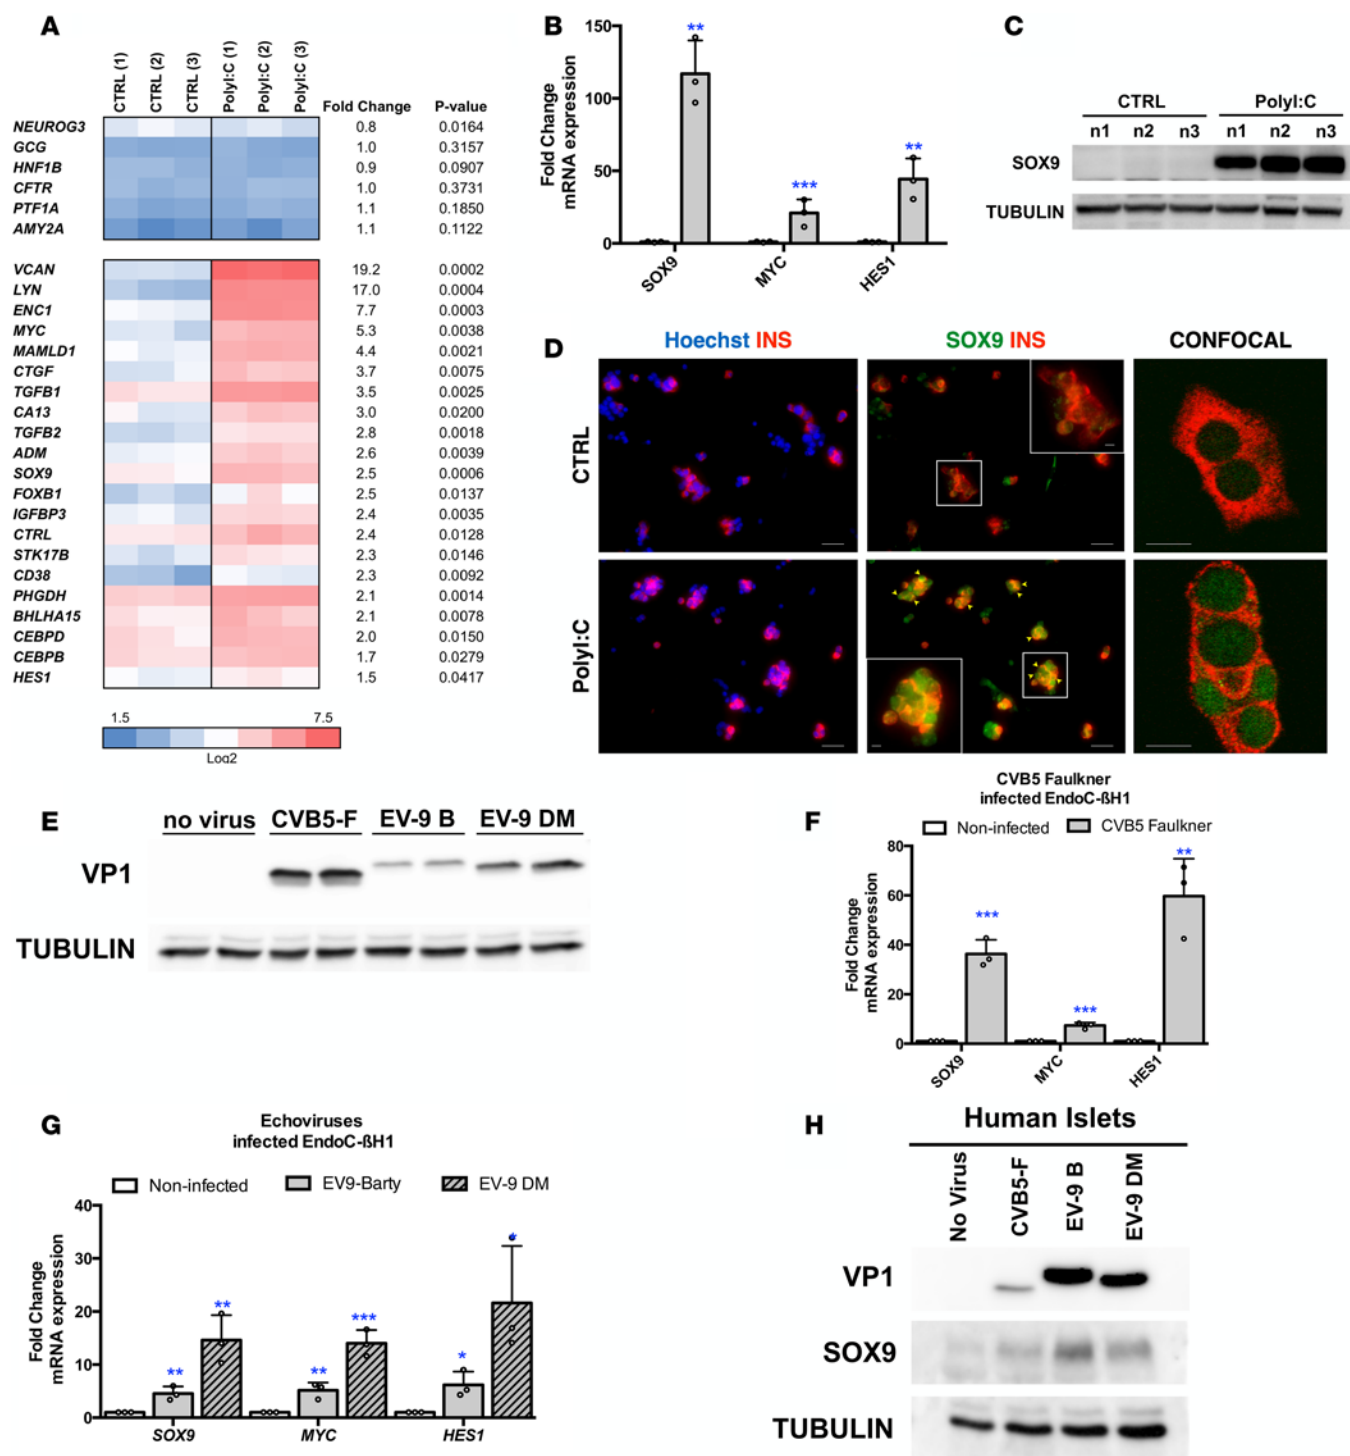 A
CTRL (1)
CTRL (2)
CTRL (3)
PolyI:C (1)
PolyI:C (2)
PolyI:C (3)
Fold Change P-value
NEUROG3 0.8 0.0164
GCG 1.0 0.3157
HNF1B 0.9 0.0907
CFTR 1.0 0.3731
PTF1A 1.1 0.1850
AMY2A 1.1 0.1122
VCAN 19.2 0.0002
LYN 17.0 0.0004
ENC1 7.7 0.0003
MYC 5.3 0.0038
MAMLD1 4.4 0.0021
CTGF 3.7 0.0075
TGFB1 3.5 0.0025
CA13 3.0 0.0200
TGFB2 2.8 0.0018
ADM 2.6 0.0039
SOX9 2.5 0.0006
FOXB1 2.5 0.0137
IGFBP3 2.4 0.0035
CTRL 2.4 0.0128
STK17B 2.3 0.0146
CD38 2.3 0.0092
PHGDH 2.1 0.0014
BHLHA15 2.1 0.0078
CEBPD 2.0 0.0150
CEBPB 1.7 0.0279
HES1 1.5 0.0417
1.5 7.5
Log2
B
Fold Change
mRNA expression
150
100
50
0
**
***
**
SOX9
MYC
HES1
C
CTRL PolyI:C
n1 n2 n3 n1 n2 n3
SOX9
TUBULIN
D
Hoechst INS
SOX9 INS
CONFOCAL
CTRL
PolyI:C
E
no virus CVB5-F EV-9 B EV-9 DM
VP1
TUBULIN
F
CVB5 Faulkner
infected EndoC-ßH1
Non-infected CVB5 Faulkner
Fold Change
mRNA expression
80
60
40
20
0
***
***
**
SOX9
MYC
HES1
G
Echoviruses
infected EndoC-ßH1
Non-infected EV9-Barty EV-9 DM
Fold Change
mRNA expression
40
30
20
10
0
**
**
**
***
*
*
SOX9 MYC HES1
H
Human Islets
No Virus
CVB5-F
EV-9 B
EV-9 DM
VP1
SOX9
TUBULIN